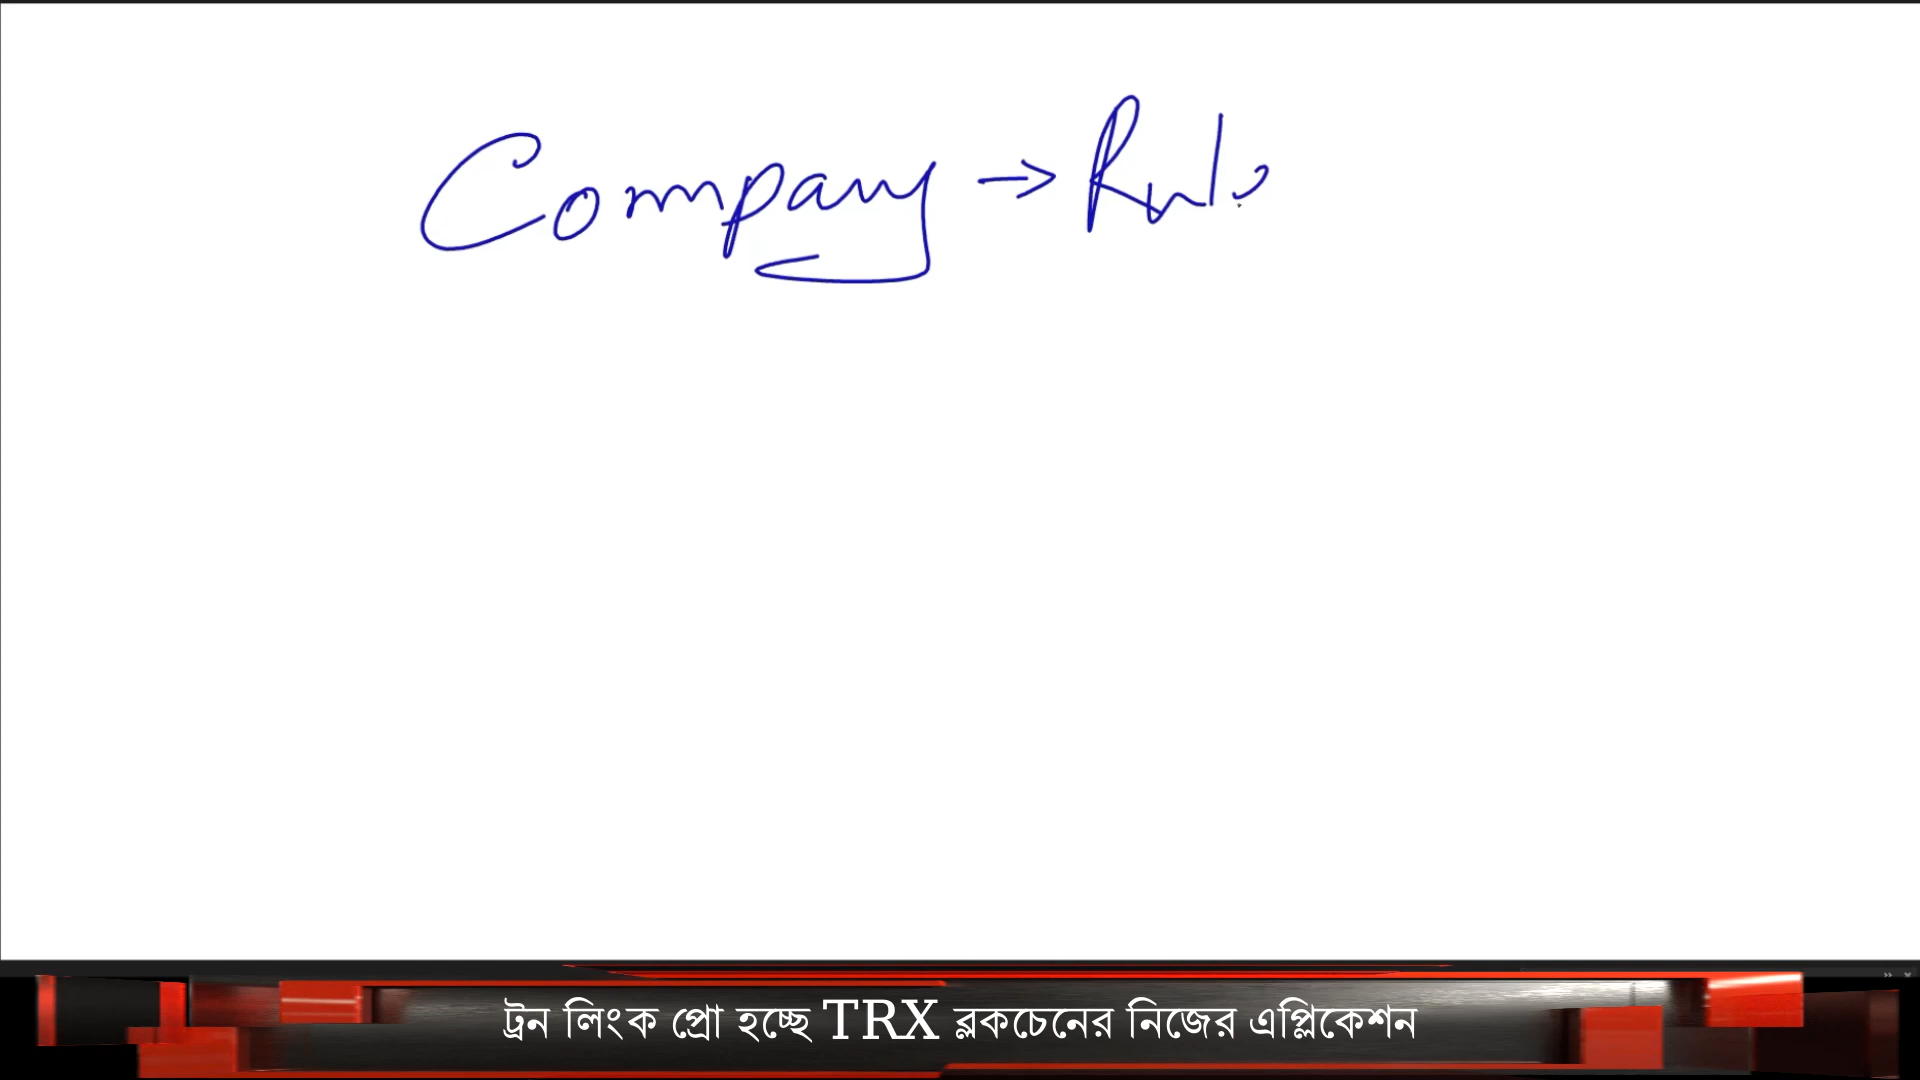 Company → Rule
ট্রন লিংক প্রো হচ্ছে TRX ব্লকচেনের নিজের এপ্লিকেশন